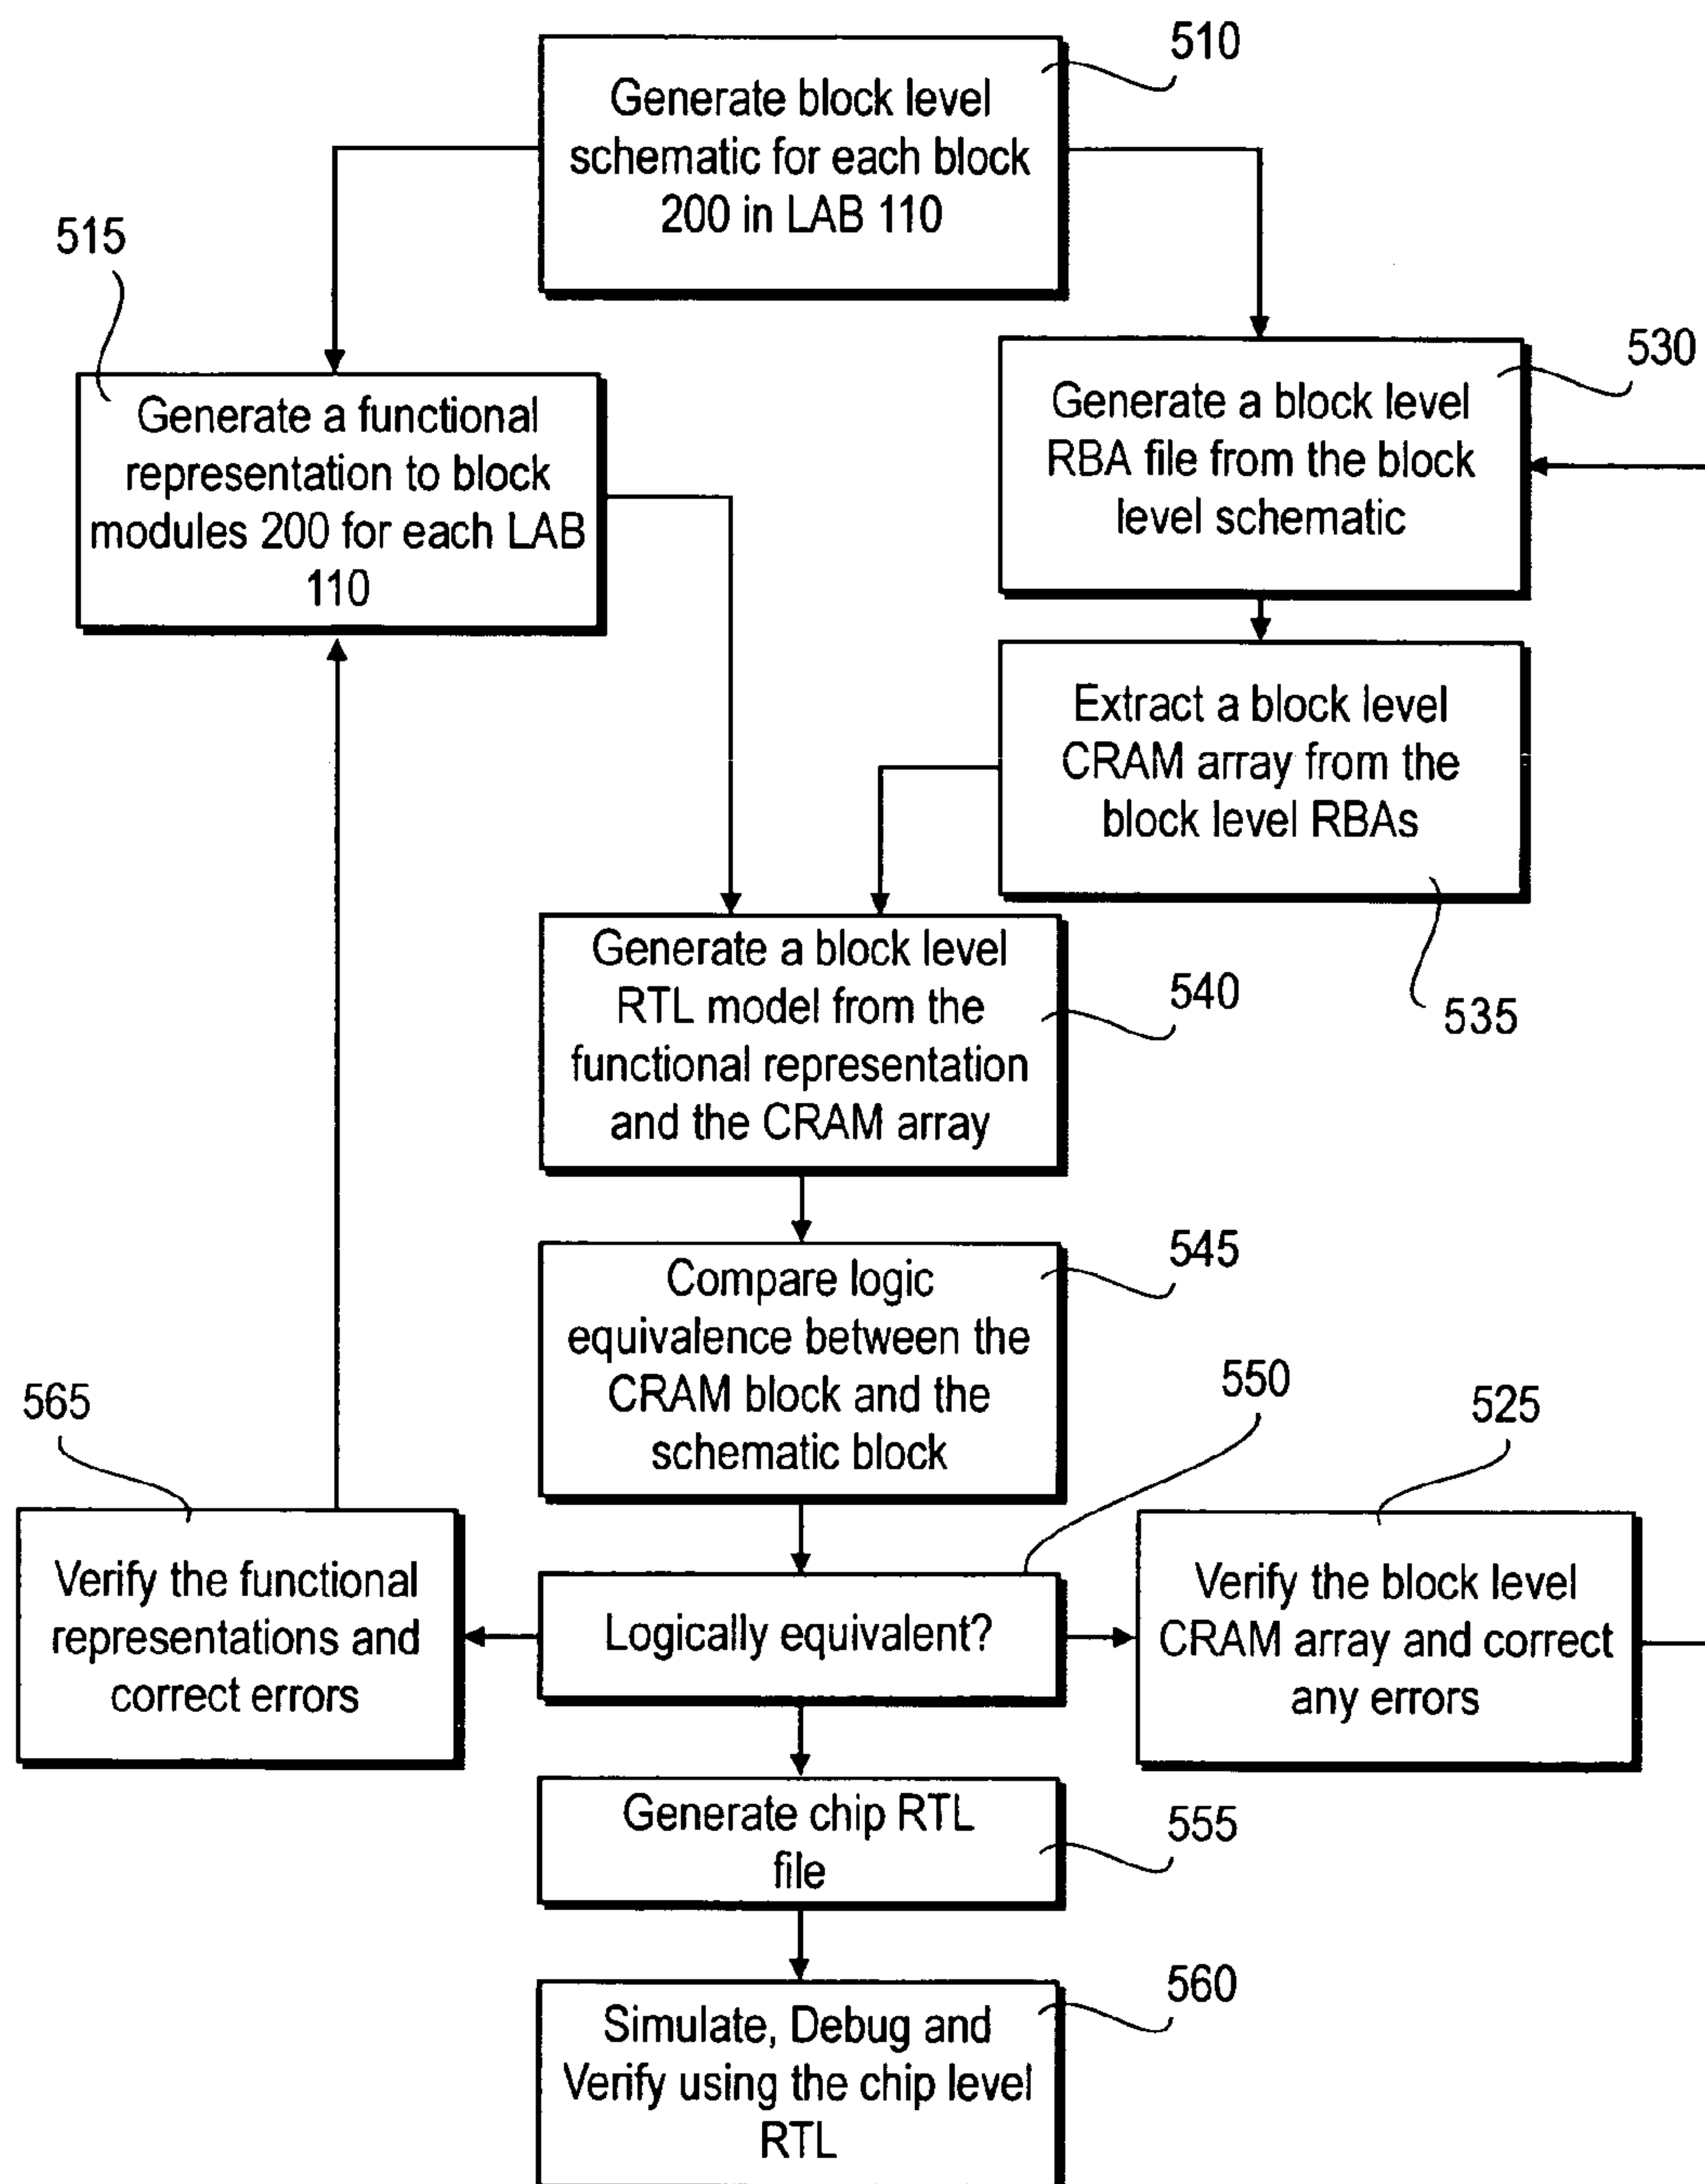 510
Generate block level
schematic for each block
200 in LAB 110
515
Generate a functional
representation to block
modules 200 for each LAB
110
530
Generate a block level
RBA file from the block
level schematic
Extract a block level
CRAM array from the
block level RBAs
535
Generate a block level
RTL model from the
functional representation
and the CRAM array
540
Compare logic
equivalence between the
CRAM block and the
schematic block
545
550
565
Verify the functional
representations and
correct errors
Logically equivalent?
525
Verify the block level
CRAM array and correct
any errors
Generate chip RTL
file
555
560
Simulate, Debug and
Verify using the chip level
RTL